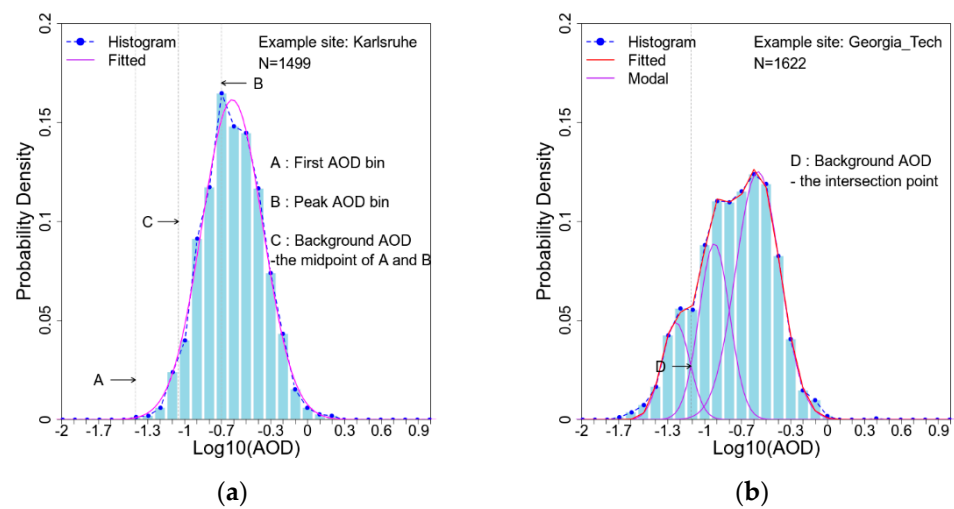 0.2
0.15
0.1
0.05
0
Probability Density
Histogram
Fitted
Example site: Karlsruhe
N=1499
B
A : First AOD bin
B : Peak AOD bin
C
C : Background AOD
-the midpoint of A and B
A
-2 -1.7 -1.3 -1 -0.7 -0.3 0 0.3 0.6 0.9
Log10(AOD)
(a)
0.2
0.15
0.1
0.05
0
Probability Density
Histogram
Fitted
Modal
Example site: Georgia_Tech
N=1622
D : Background AOD
- the intersection point
D
-2 -1.7 -1.3 -1 -0.7 -0.3 0 0.3 0.6 0.9
Log10(AOD)
(b)